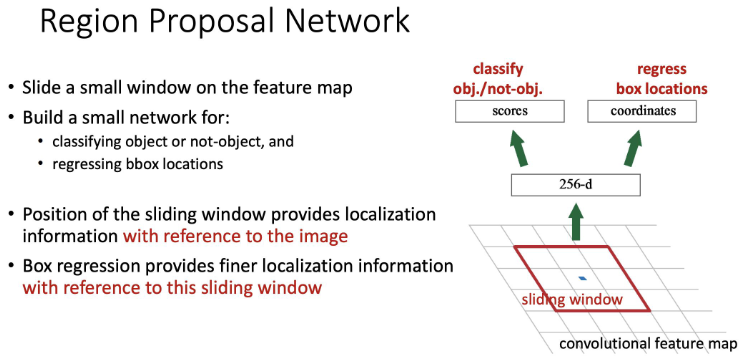 Region Proposal Network
• Slide a small window on the feature map
• Build a small network for:
• classifying object or not-object, and
• regressing bbox locations
• Position of the sliding window provides localization
information with reference to the image
• Box regression provides finer localization information
with reference to this sliding window
classify
obj./not-obj.
regress
box locations
scores
coordinates
256-d
sliding window
convolutional feature map